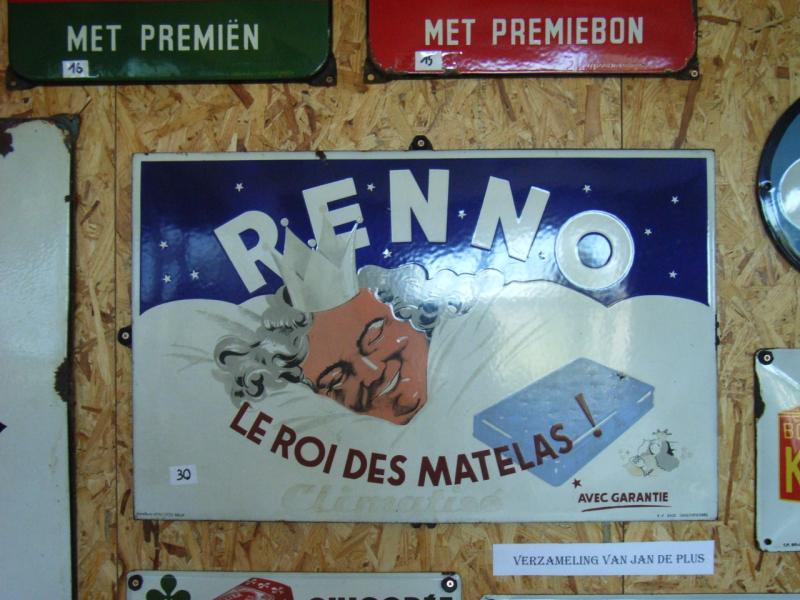 MET PREMIËN
16
MET PREMIEBON
15
RENNO
LE ROI DES MATELAS !
Climatisé
30
AVEC GARANTIE
VERZAMELING VAN JAN DE PLUS